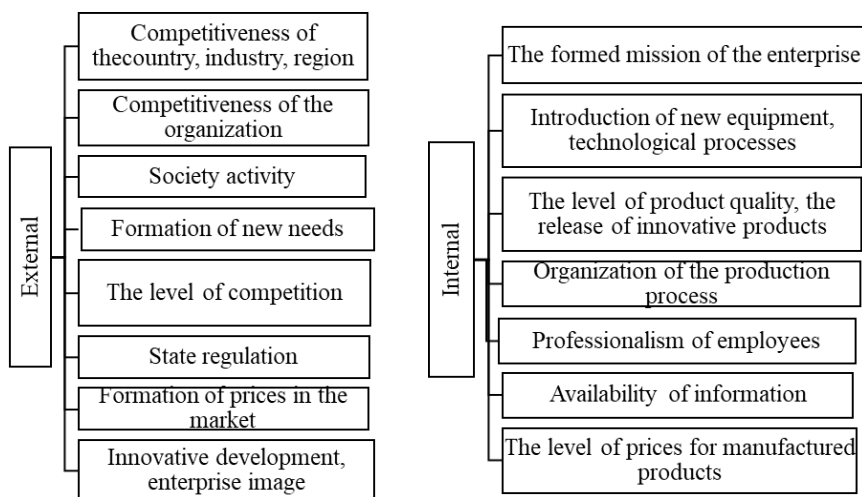 External
Competitiveness of
thecountry, industry, region
Competitiveness of the
organization
Society activity
Formation of new needs
The level of competition
State regulation
Formation of prices in the
market
Innovative development,
enterprise image
Internal
The formed mission of the enterprise
Introduction of new equipment,
technological processes
The level of product quality, the
release of innovative products
Organization of the production
process
Professionalism of employees
Availability of information
The level of prices for manufactured
products